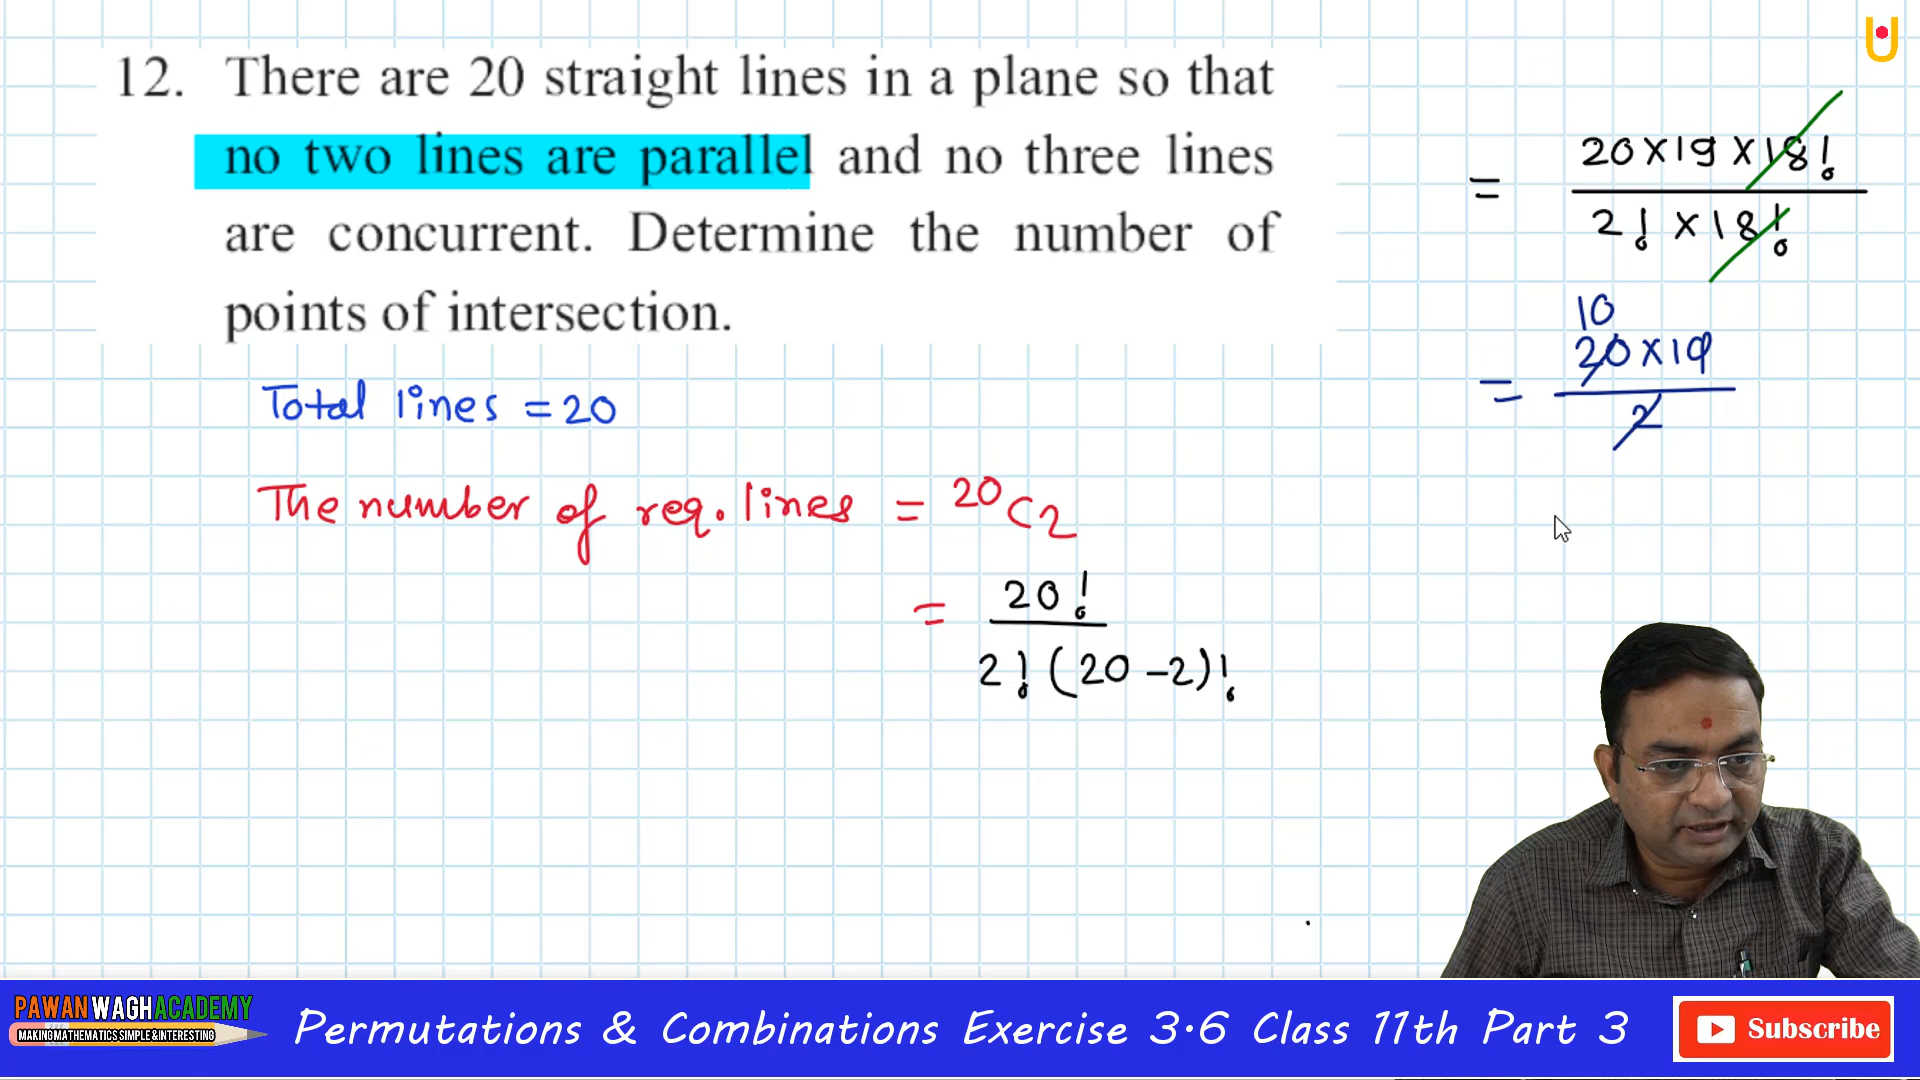 12. There are 20 straight lines in a plane so that
no two lines are parallel and no three lines
are concurrent. Determine the number of
points of intersection.
Total lines = 20
The number of req. lines = ²⁰C₂
= 20! / 2! (20 - 2)!
= 20 × 19 × 18! / 2! × 18!
10
= 20 × 19 / 2
PAWAN WAGH ACADEMY
MAKING MATHEMATICS SIMPLE & INTERESTING
Permutations & Combinations Exercise 3.6 Class 11th Part 3
Subscribe